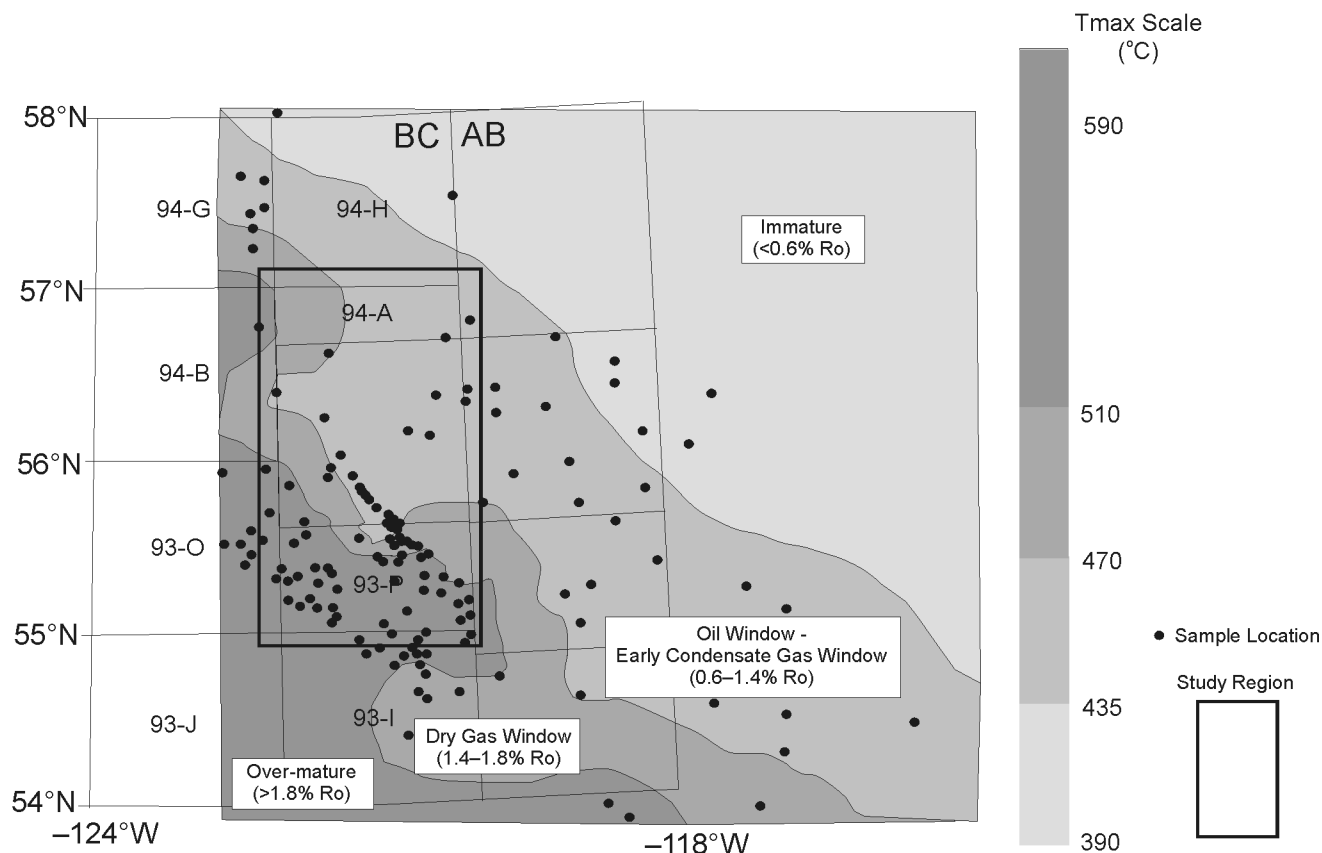 Tmax Scale
(°C)
58°N
BC AB
590
94-G
94-H
Immature
(<0.6% Ro)
57°N
94-A
94-B
510
56°N
470
93-O
93-P
55°N
Oil Window -
Early Condensate Gas Window
(0.6–1.4% Ro)
Sample Location
Study Region
435
93-J
93-I
Dry Gas Window
(1.4–1.8% Ro)
Over-mature
(>1.8% Ro)
54°N
–124°W
–118°W
390